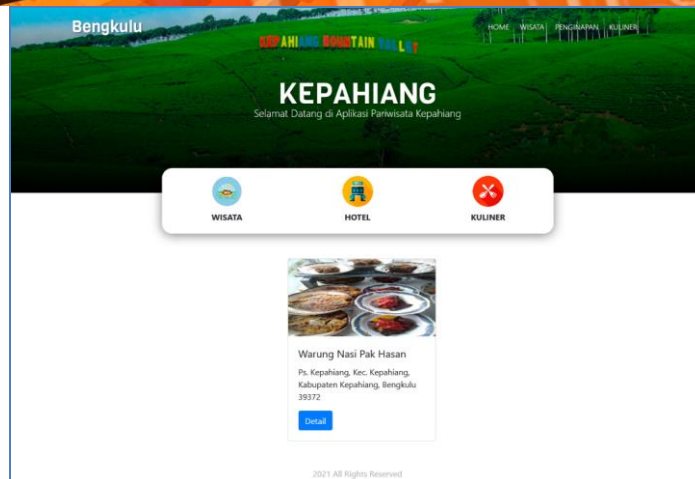 Bengkulu
HOME WISATA PENGINAPAN KULINER
KEPAHIANG MOUNTAIN VALLEY
KEPAHIANG
Selamat Datang di Aplikasi Pariwisata Kepahiang
WISATA HOTEL KULINER
Warung Nasi Pak Hasan
Ps. Kepahiang, Kec. Kepahiang,
Kabupaten Kepahiang, Bengkulu
39372
Detail
2021 All Rights Reserved